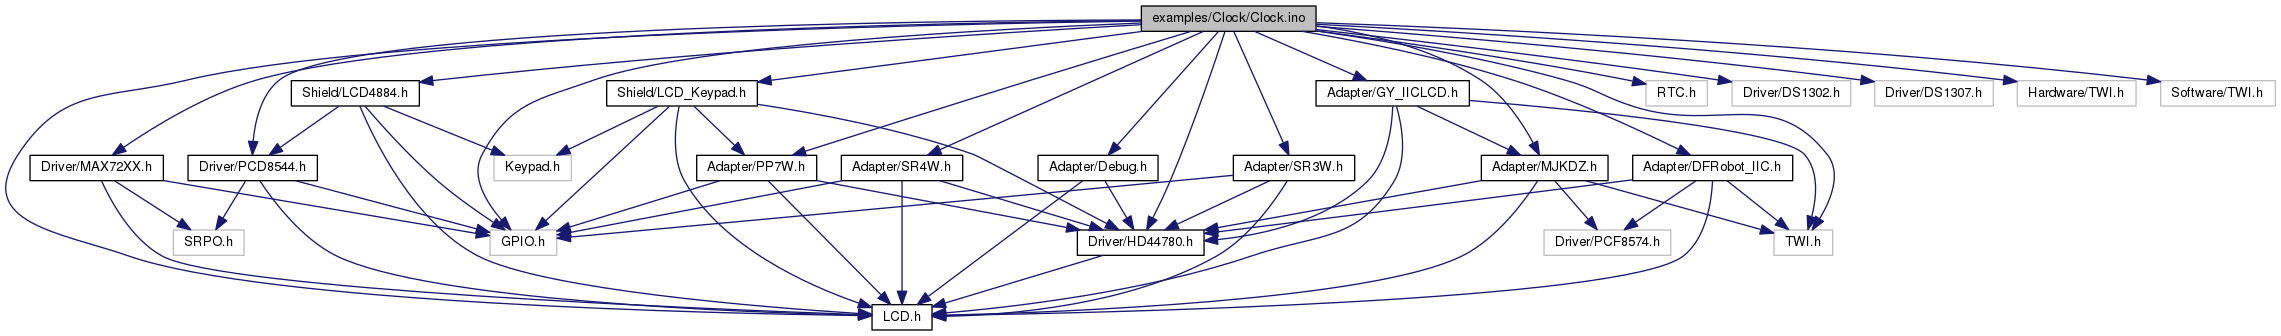 examples/Clock/Clock.ino
Shield/LCD4884.h
Shield/LCD_Keypad.h
Adapter/GY_IICLCD.h
RTC.h
Driver/DS1302.h
Driver/DS1307.h
Hardware/TWI.h
Software/TWI.h
Driver/MAX72XX.h
Driver/PCD8544.h
Keypad.h
Adapter/PP7W.h
Adapter/SR4W.h
Adapter/Debug.h
Adapter/SR3W.h
Adapter/MJKDZ.h
Adapter/DFRobot_IIC.h
SRPO.h
GPIO.h
Driver/HD44780.h
Driver/PCF8574.h
TWI.h
LCD.h